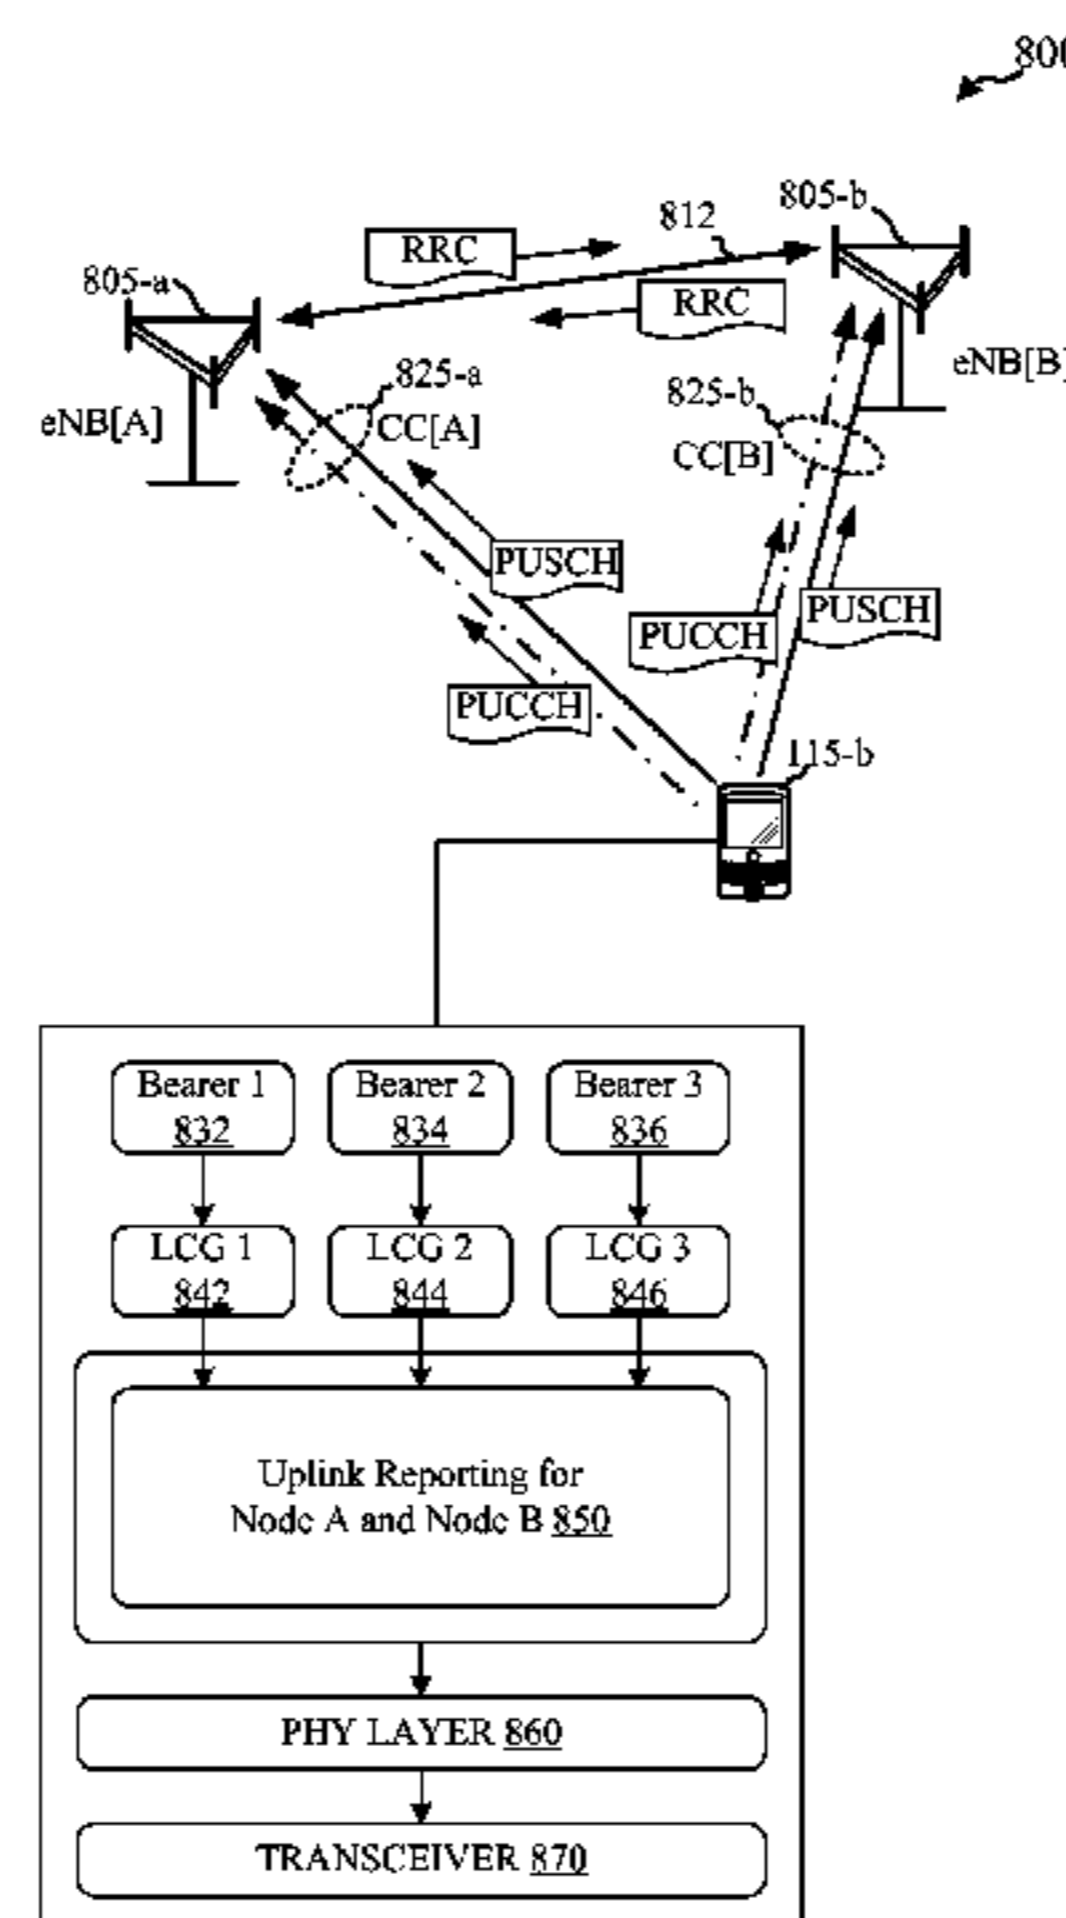 800
805-b
812
RRC
805-a
RRC
eNB[B]
825-a
825-b
eNB[A]
CC[A]
CC[B]
PUSCH
PUSCH
PUCCH
PUCCH
115-b
Bearer 1
832
Bearer 2
834
Bearer 3
836
LCG 1
842
LCG 2
844
LCG 3
846
Uplink Reporting for
Node A and Node B 850
PHY LAYER 860
TRANSCEIVER 870